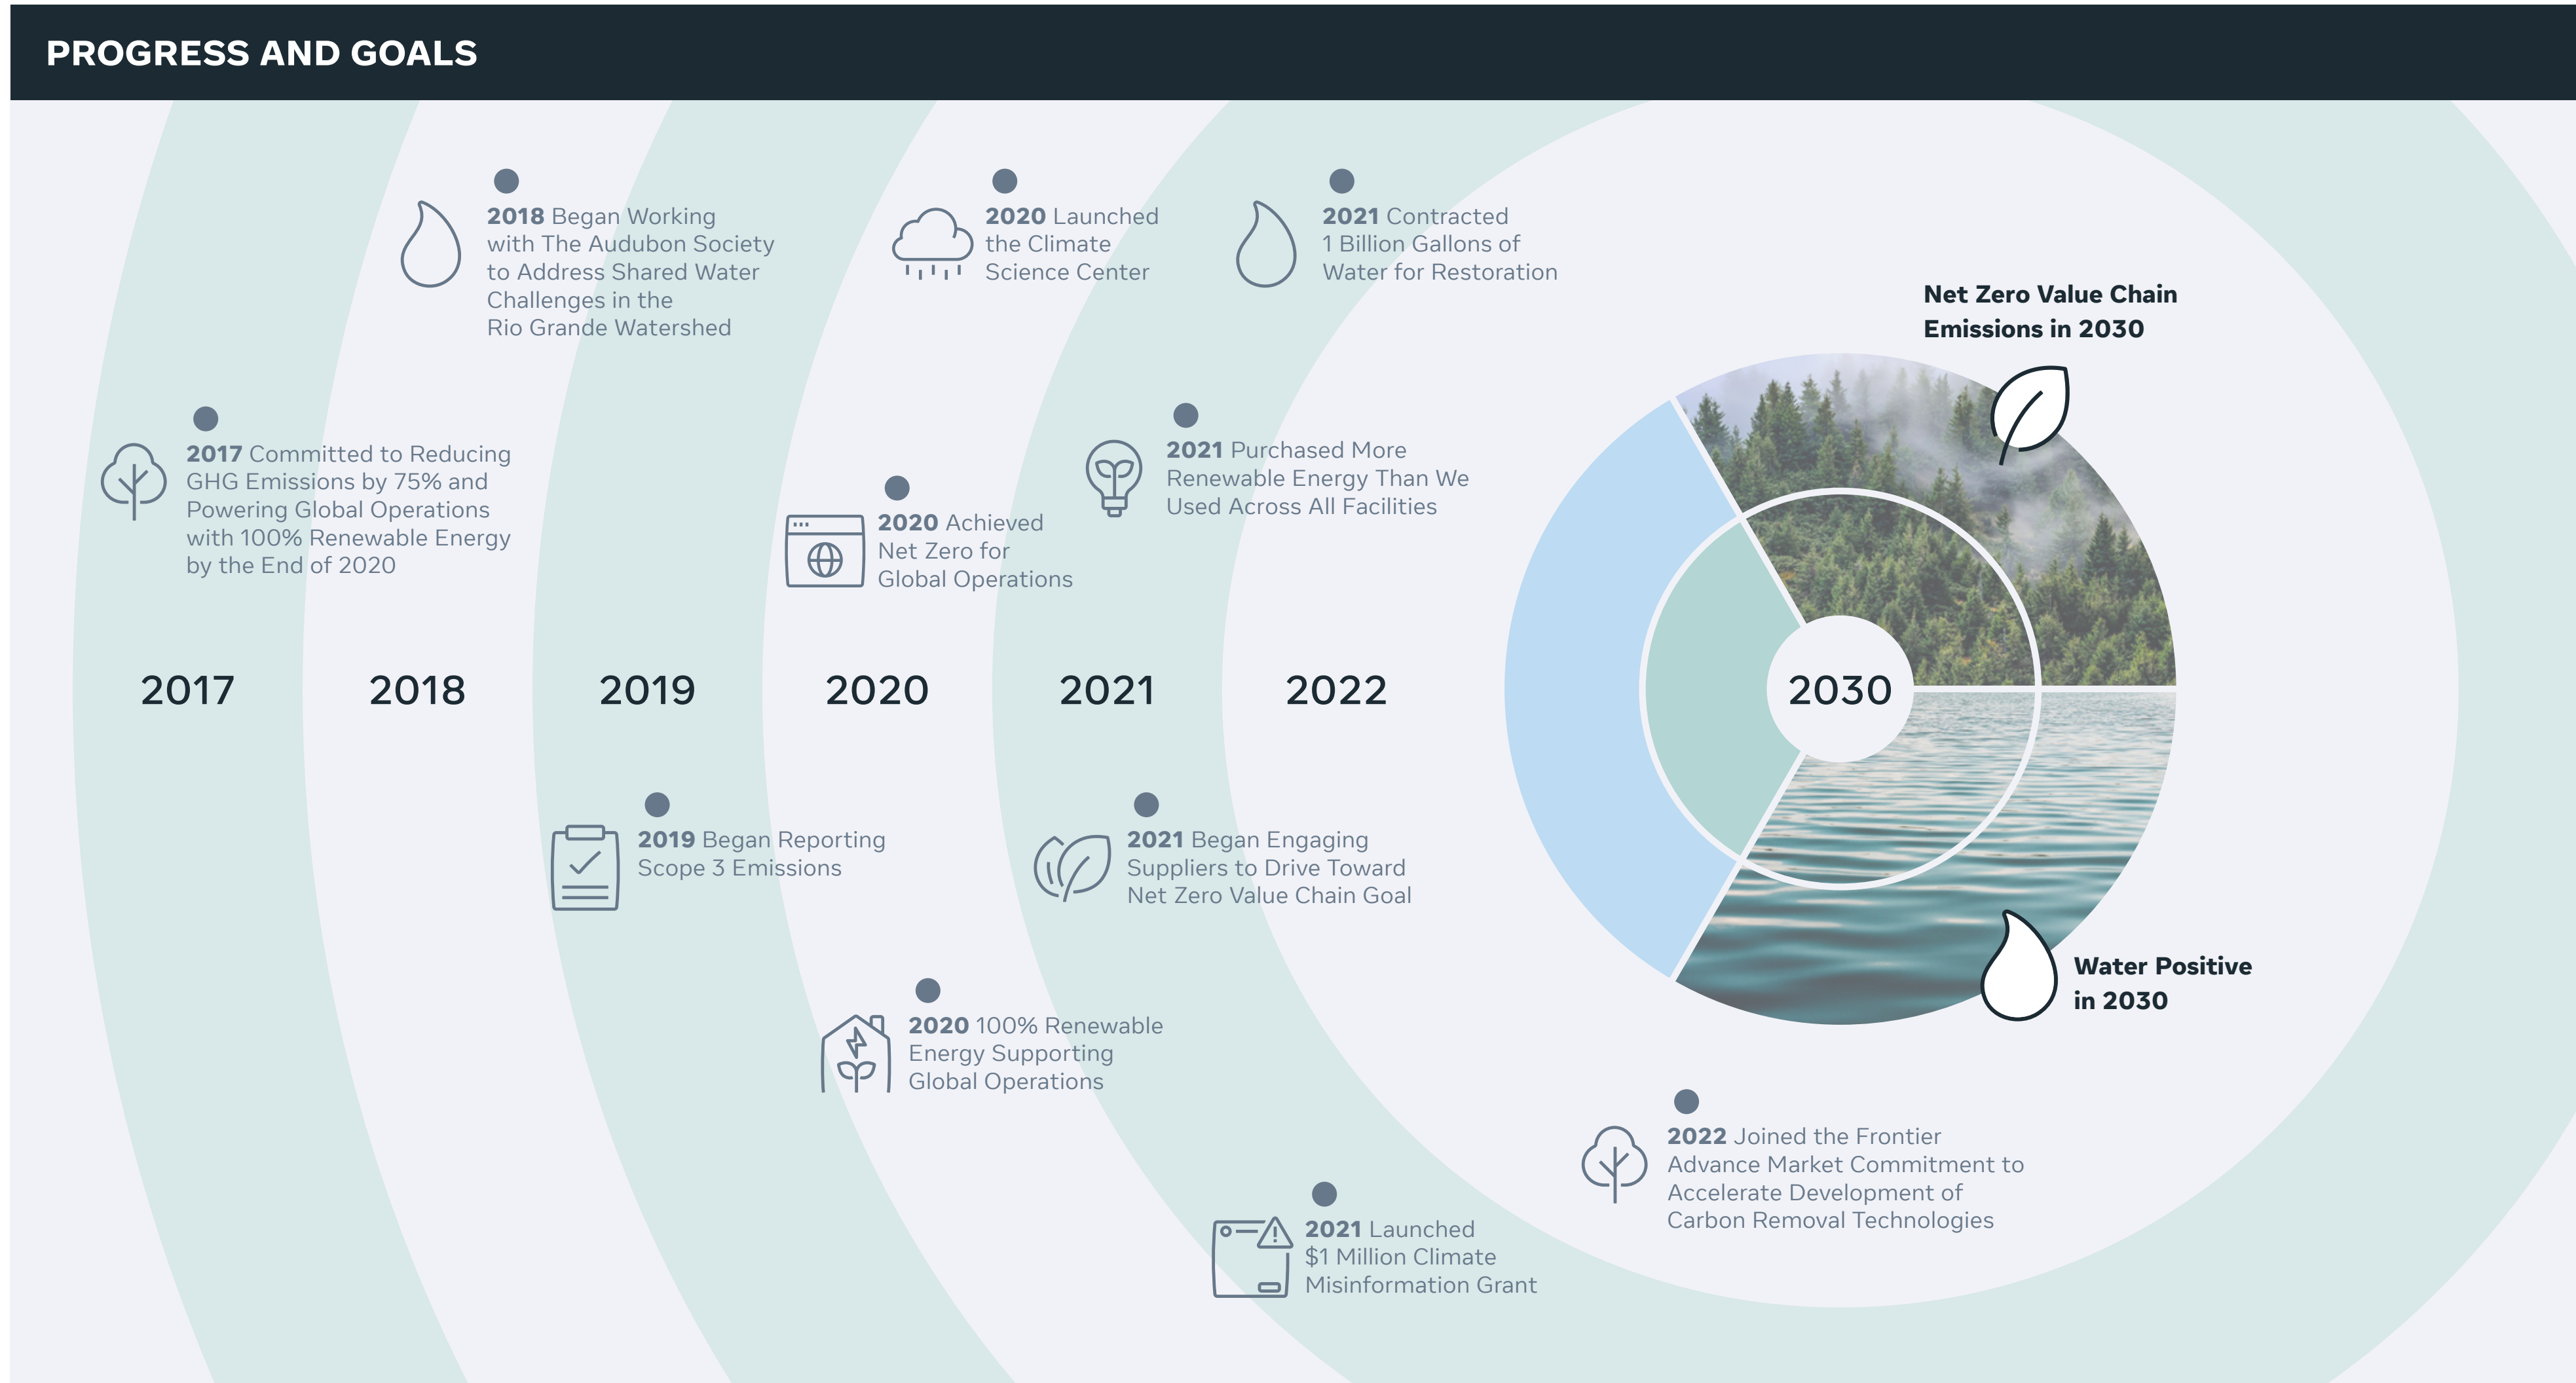 PROGRESS AND GOALS
2018 Began Working
with The Audubon Society
to Address Shared Water
Challenges in the
Rio Grande Watershed
2020 Launched
the Climate
Science Center
2021 Contracted
1 Billion Gallons of
Water for Restoration
Net Zero Value Chain
Emissions in 2030
2017 Committed to Reducing
GHG Emissions by 75% and
Powering Global Operations
with 100% Renewable Energy
by the End of 2020
2020 Achieved
Net Zero for
Global Operations
2021 Purchased More
Renewable Energy Than We
Used Across All Facilities
2017
2018
2019
2020
2021
2022
2030
2019 Began Reporting
Scope 3 Emissions
2021 Began Engaging
Suppliers to Drive Toward
Net Zero Value Chain Goal
Water Positive
in 2030
2020 100% Renewable
Energy Supporting
Global Operations
2022 Joined the Frontier
Advance Market Commitment to
Accelerate Development of
Carbon Removal Technologies
2021 Launched
$1 Million Climate
Misinformation Grant